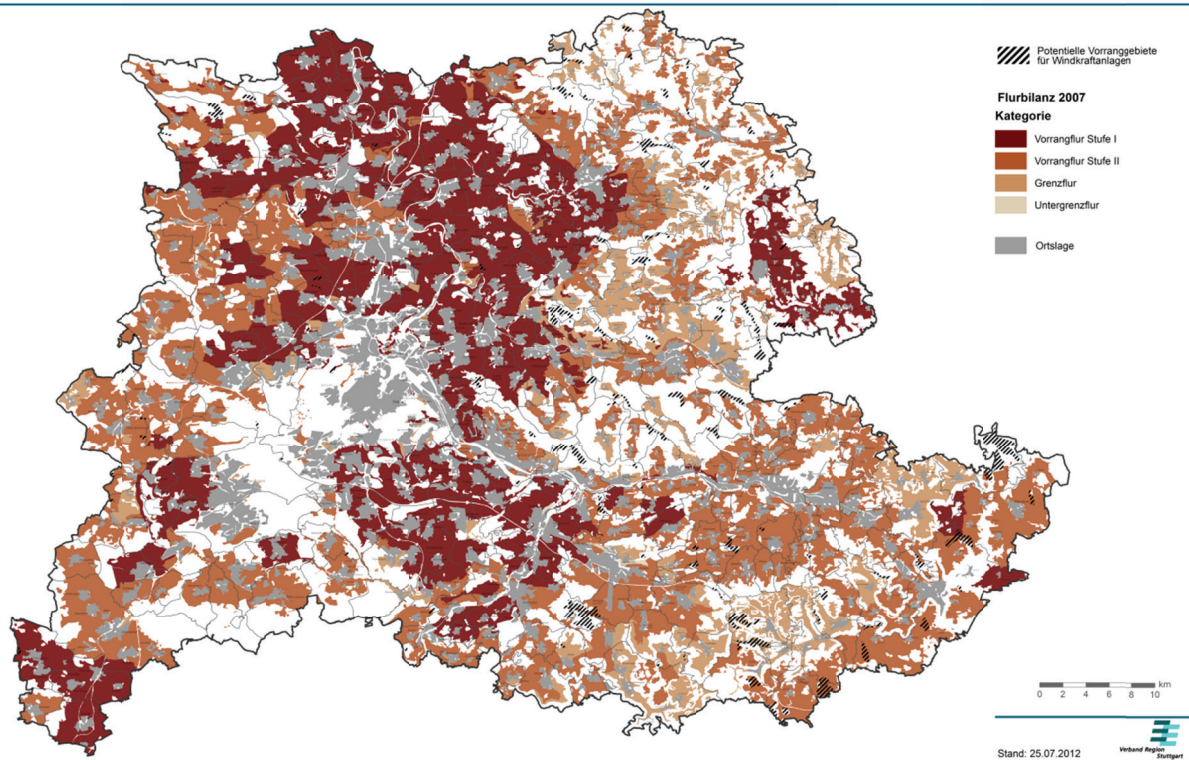 Potentielle Vorranggebiete
für Windkraftanlagen
Flurbilanz 2007
Kategorie
Vorrangflur Stufe I
Vorrangflur Stufe II
Grenzflur
Untergrenzflur
Ortslage
km
0 2 4 6 8 10
Stand: 25.07.2012
Verband Region
Stuttgart